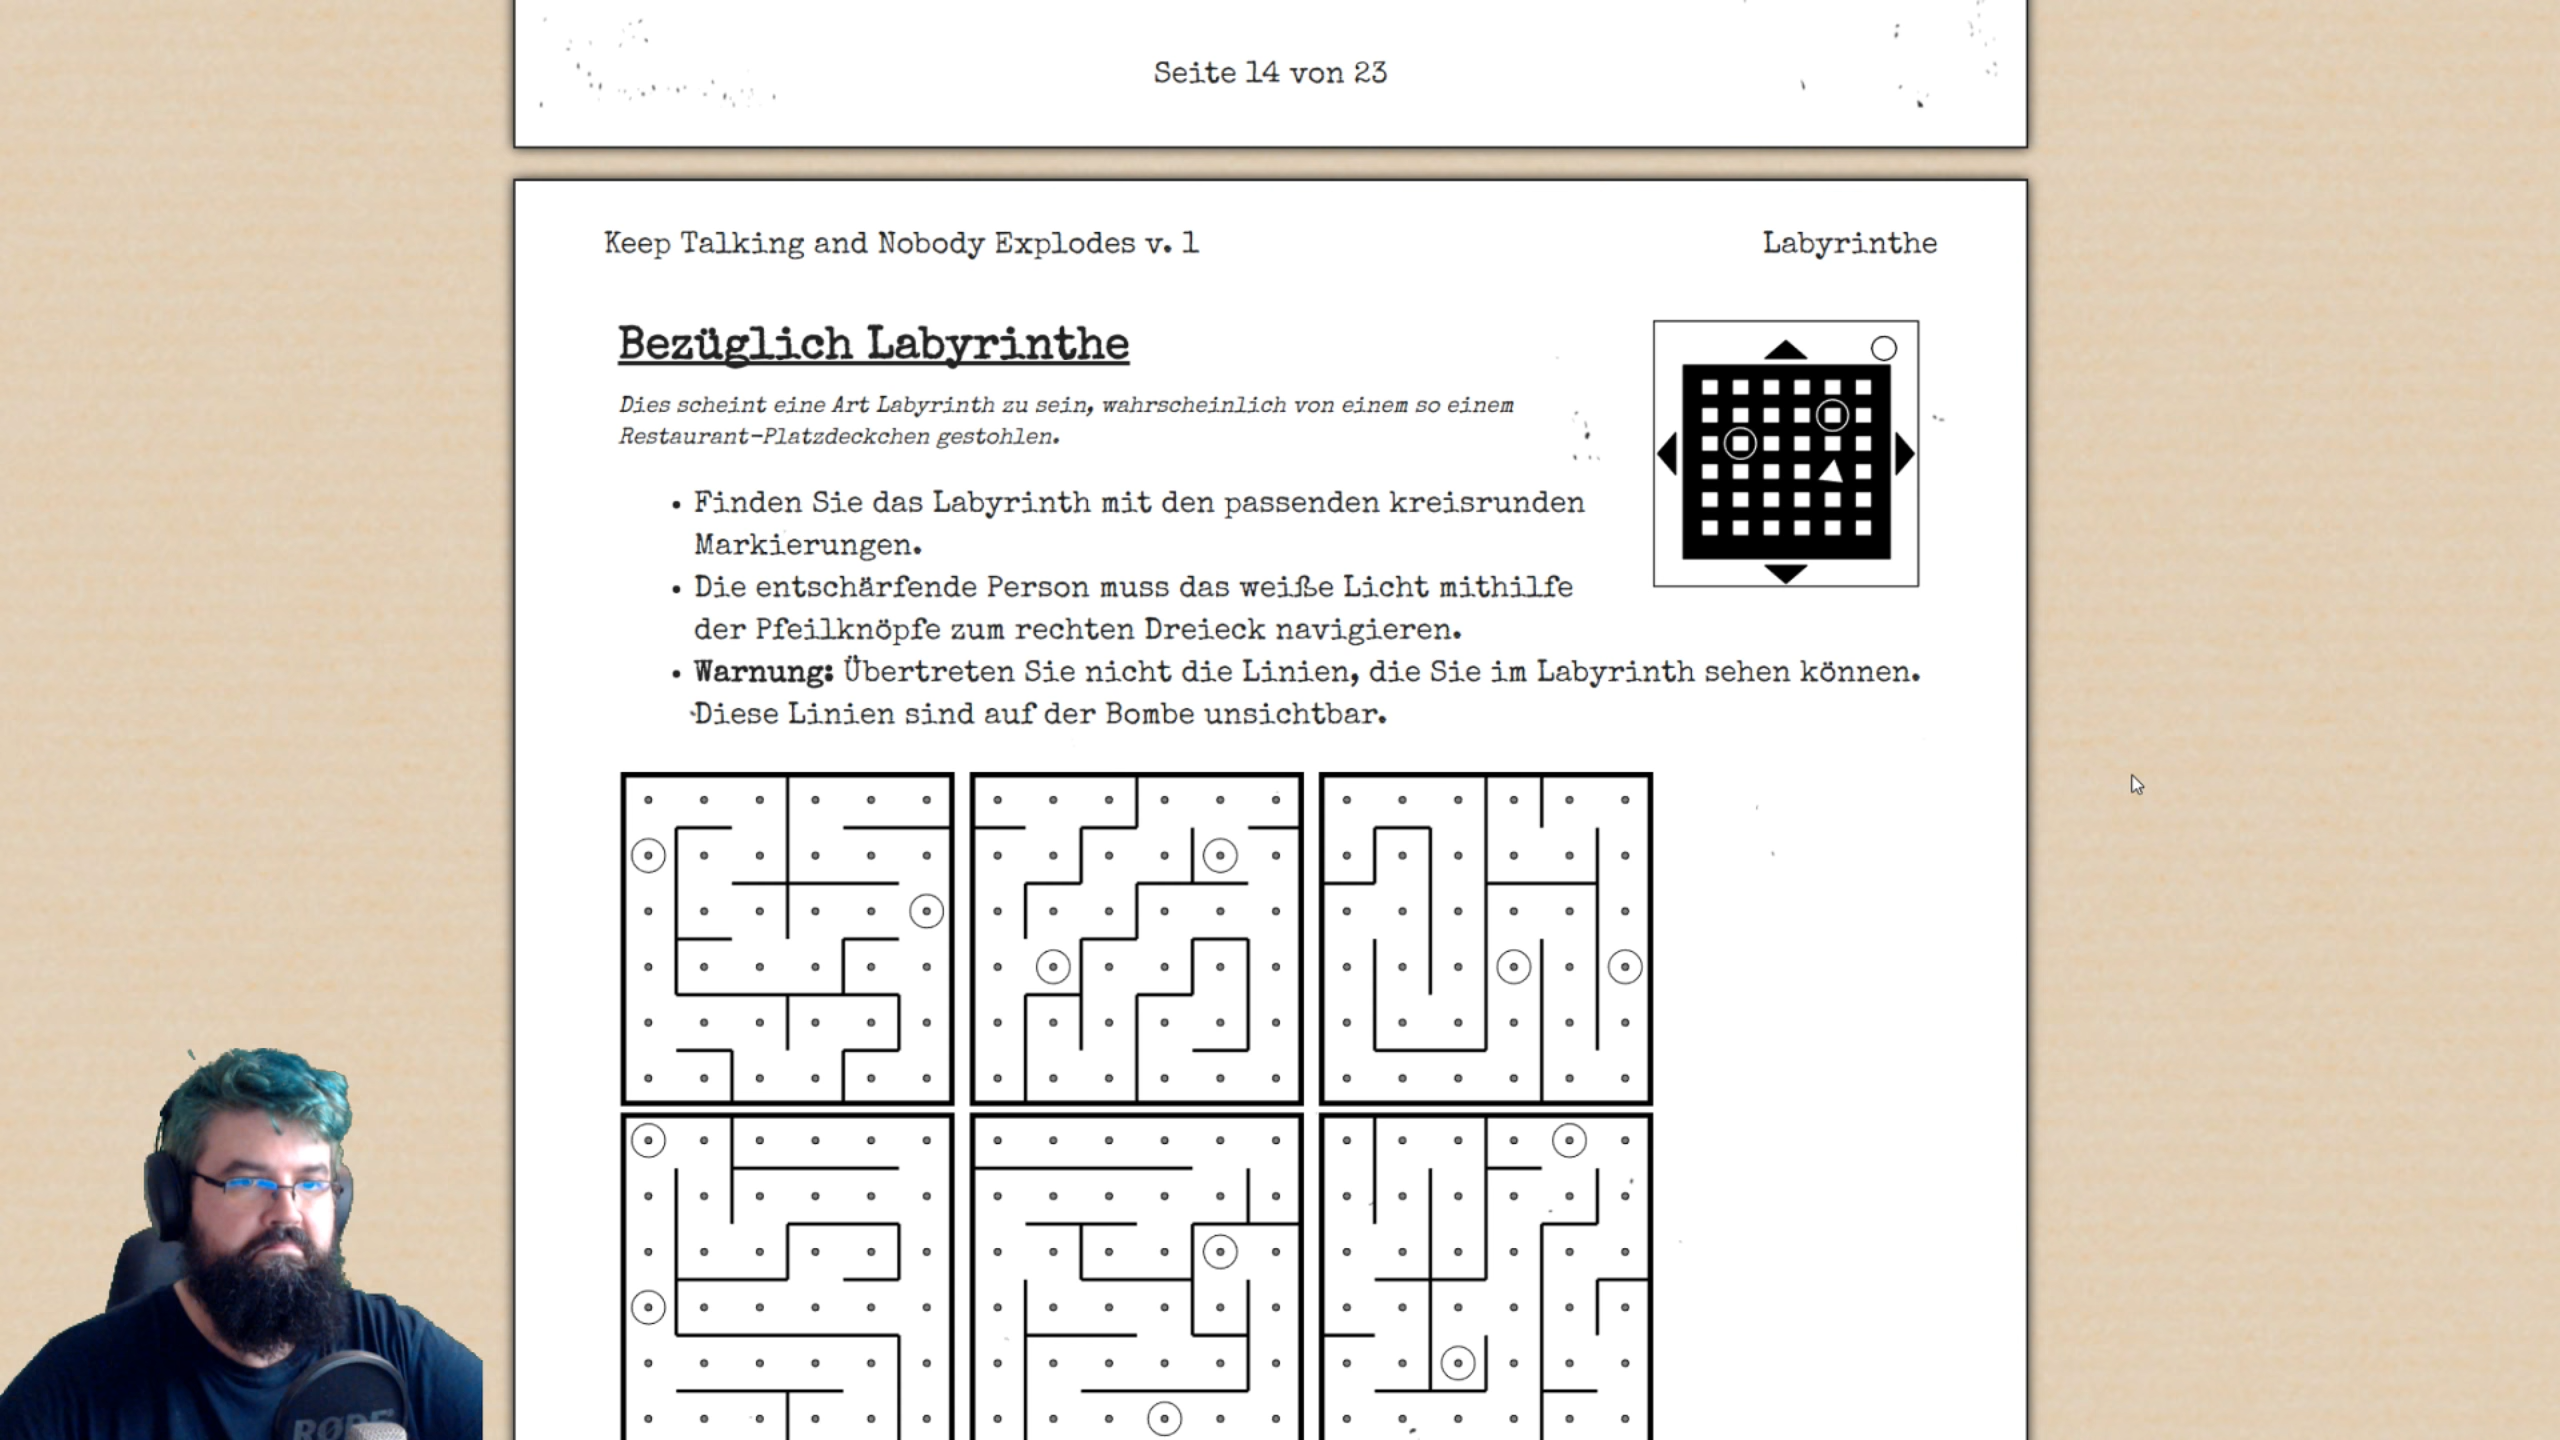 Seite 14 von 23
Keep Talking and Nobody Explodes v. 1
Labyrinthe
Bezüglich Labyrinthe
Dies scheint eine Art Labyrinth zu sein, wahrscheinlich von einem so einem
Restaurant-Platzdeckchen gestohlen.
• Finden Sie das Labyrinth mit den passenden kreisrunden
Markierungen.
• Die entschärfende Person muss das weiße Licht mithilfe
der Pfeilknöpfe zum rechten Dreieck navigieren.
• Warnung: Übertreten Sie nicht die Linien, die Sie im Labyrinth sehen können.
Diese Linien sind auf der Bombe unsichtbar.
RØDE